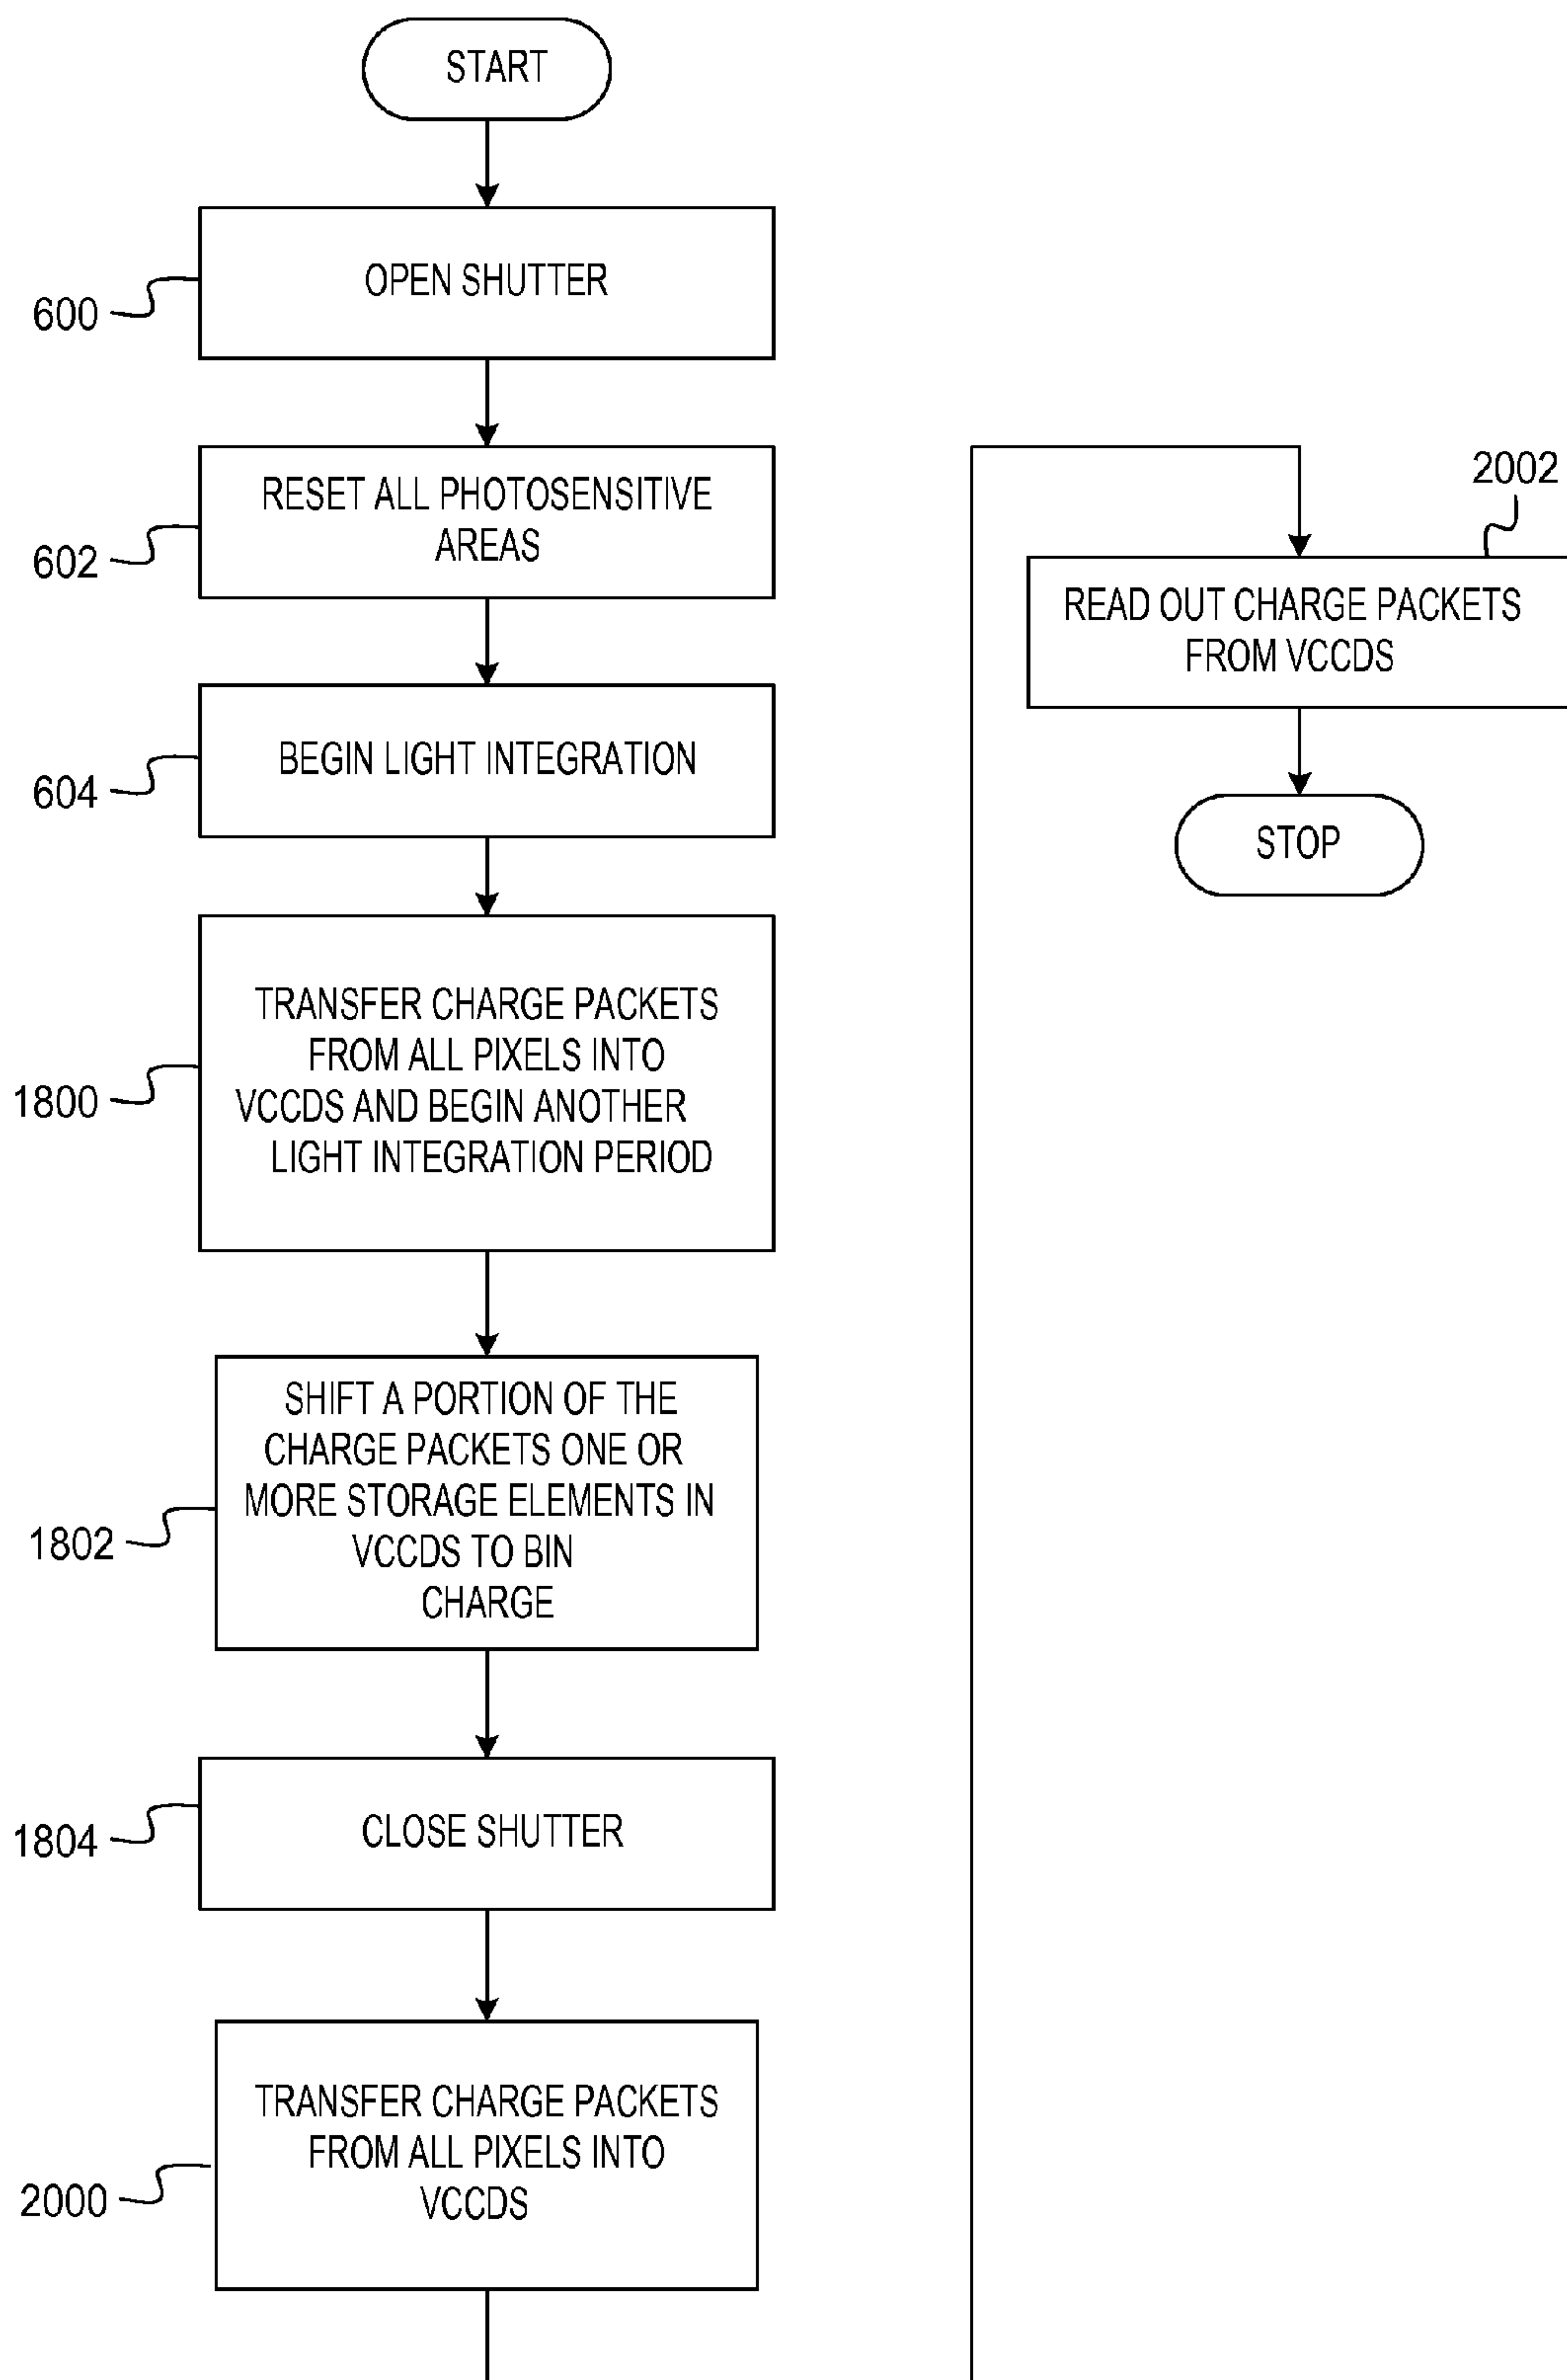 START
OPEN SHUTTER
600
RESET ALL PHOTOSENSITIVE
AREAS
602
BEGIN LIGHT INTEGRATION
604
TRANSFER CHARGE PACKETS
FROM ALL PIXELS INTO
VCCDS AND BEGIN ANOTHER
LIGHT INTEGRATION PERIOD
1800
SHIFT A PORTION OF THE
CHARGE PACKETS ONE OR
MORE STORAGE ELEMENTS IN
VCCDS TO BIN
CHARGE
1802
CLOSE SHUTTER
1804
TRANSFER CHARGE PACKETS
FROM ALL PIXELS INTO
VCCDS
2000
2002
READ OUT CHARGE PACKETS
FROM VCCDS
STOP